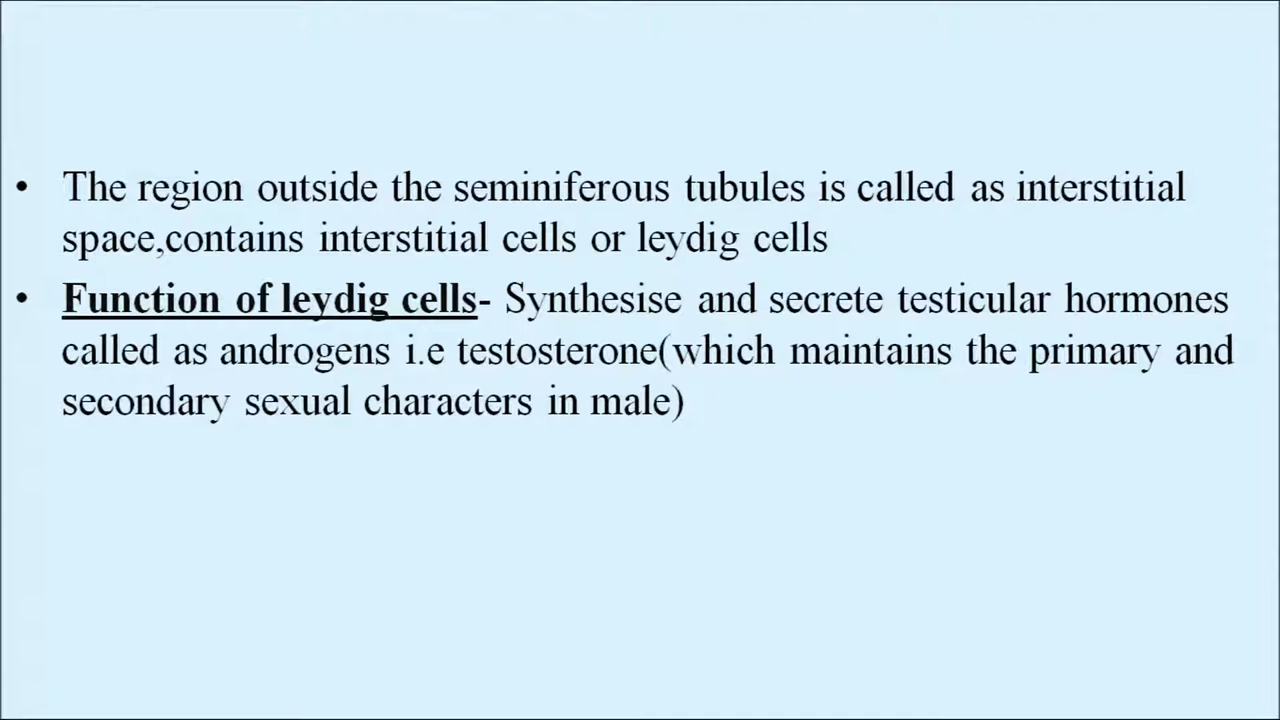 • The region outside the seminiferous tubules is called as interstitial
space,contains interstitial cells or leydig cells
• Function of leydig cells- Synthesise and secrete testicular hormones
called as androgens i.e testosterone(which maintains the primary and
secondary sexual characters in male)